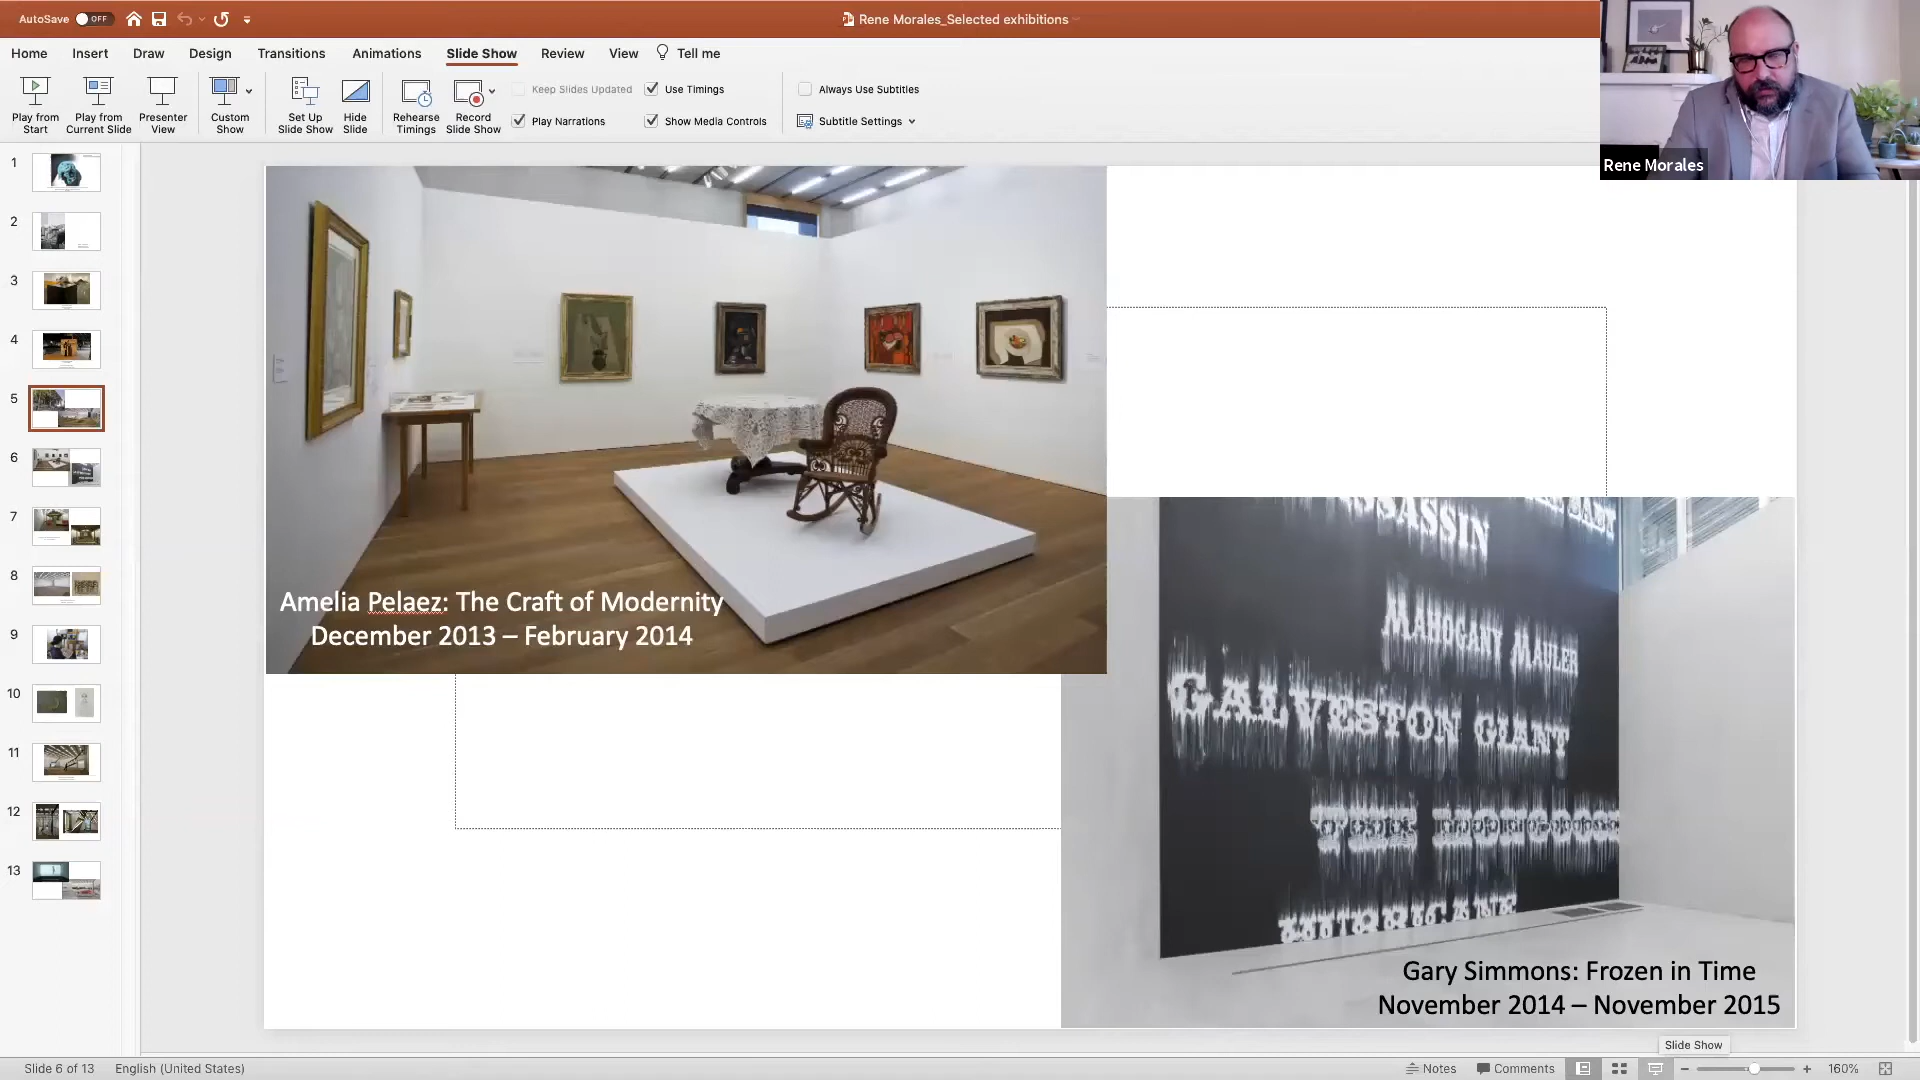 AutoSave OFF
Rene Morales_Selected exhibitions
Home Insert Draw Design Transitions Animations Slide Show Review View Tell me
Play from Start
Play from Current Slide
Presenter View
Custom Show
Set Up Slide Show
Hide Slide
Rehearse Timings
Record Slide Show
Keep Slides Updated
Play Narrations
Use Timings
Show Media Controls
Always Use Subtitles
Subtitle Settings
Rene Morales
1
2
3
4
5
6
7
8
9
10
11
12
13
Amelia Pelaez: The Craft of Modernity
December 2013 – February 2014
MAHOGANY MAULER
GALVESTON GIANT
Gary Simmons: Frozen in Time
November 2014 – November 2015
Slide Show
Slide 6 of 13 English (United States) Notes Comments 160%